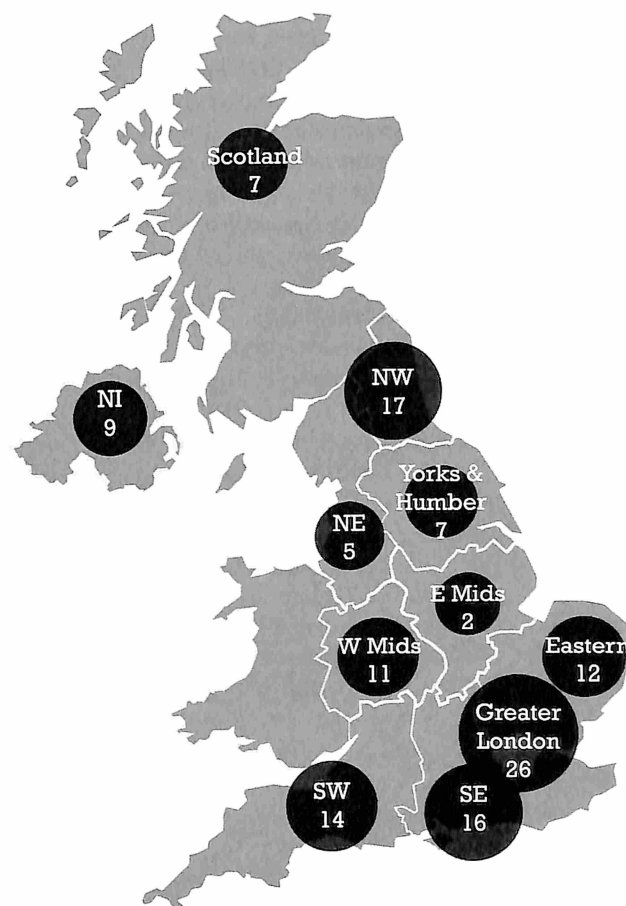 Scotland
7
NW
17
NI
9
Yorks &
Humber
7
NE
5
E Mids
2
W Mids
11
Eastern
12
Greater
London
26
SW
14
SE
16